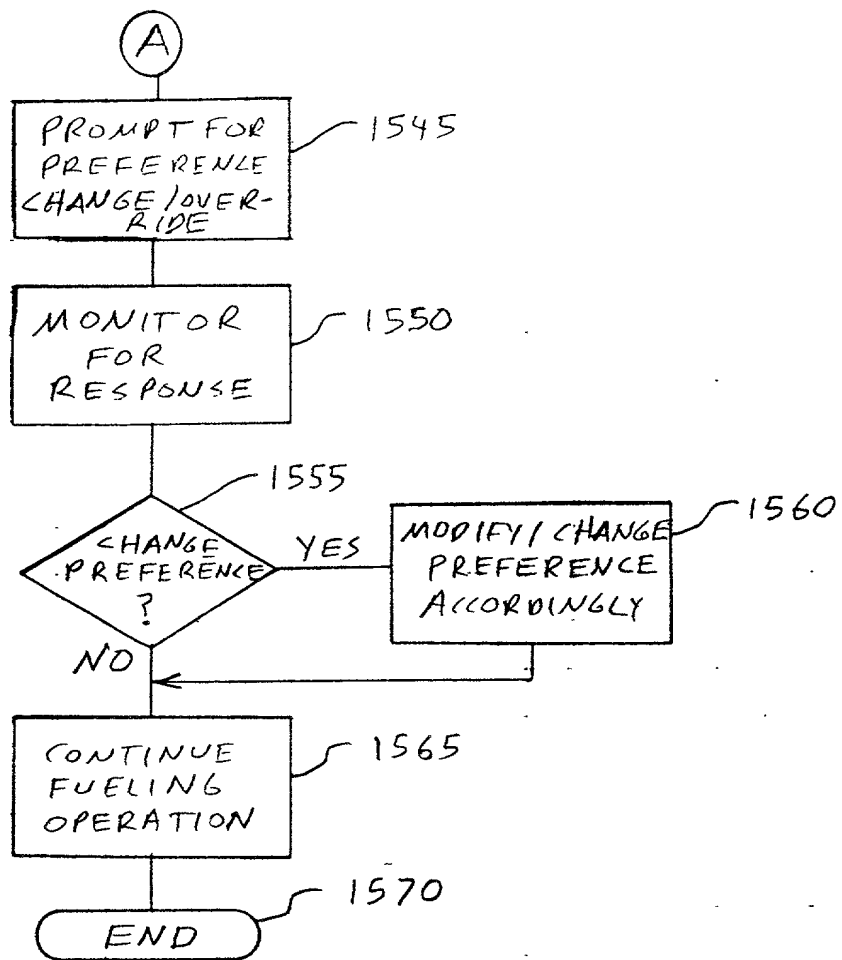 A
PROMPT FOR
PREFERENCE
CHANGE/OVER-
RIDE
1545
MONITOR
FOR
RESPONSE
1550
1555
CHANGE
PREFERENCE
?
YES
NO
MODIFY/CHANGE
PREFERENCE
ACCORDINGLY
1560
CONTINUE
FUELING
OPERATION
1565
END
1570